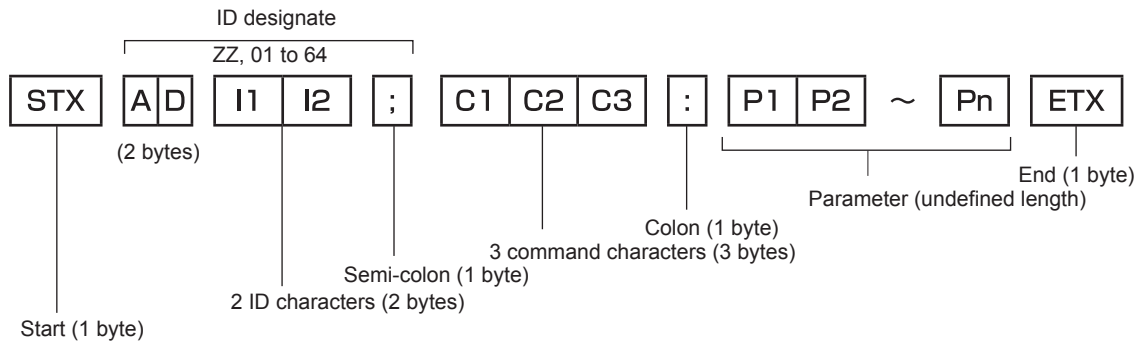 ID designate
ZZ, 01 to 64
STX A D I1 I2 ; C1 C2 C3 : P1 P2 ～ Pn ETX
(2 bytes)
End (1 byte)
Parameter (undefined length)
Colon (1 byte)
3 command characters (3 bytes)
Semi-colon (1 byte)
2 ID characters (2 bytes)
Start (1 byte)